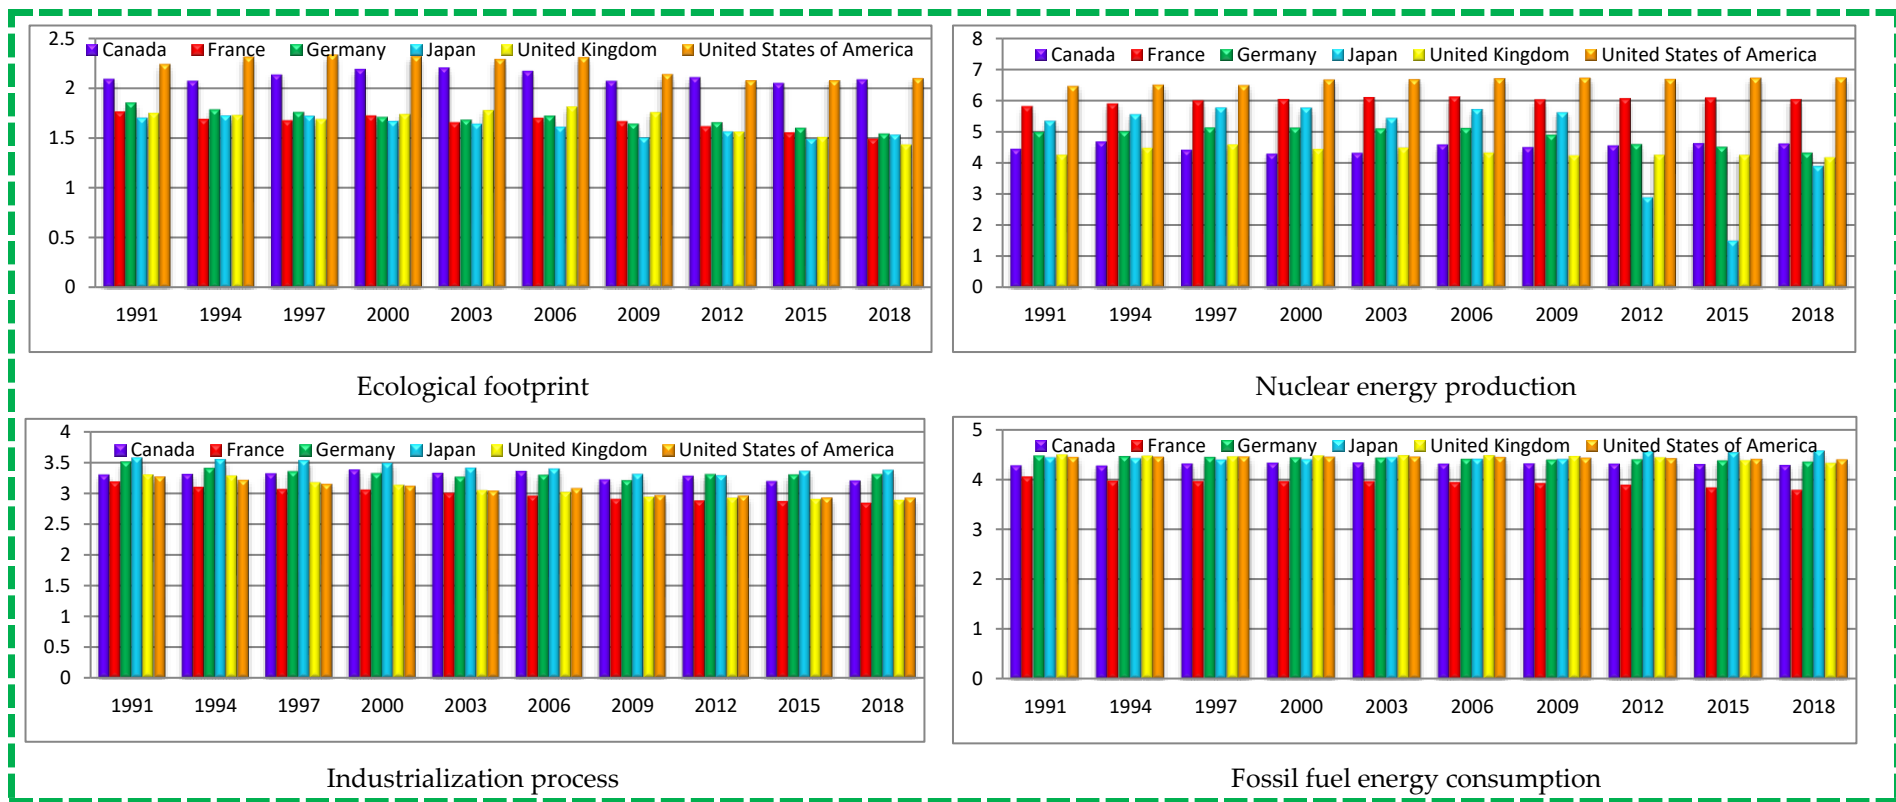 2.5
2
1.5
1
0.5
0
Canada France Germany Japan United Kingdom United States of America
1991 1994 1997 2000 2003 2006 2009 2012 2015 2018
Ecological footprint
8
7
6
5
4
3
2
1
0
Canada France Germany Japan United Kingdom United States of America
1991 1994 1997 2000 2003 2006 2009 2012 2015 2018
Nuclear energy production
4
3.5
3
2.5
2
1.5
1
0.5
0
Canada France Germany Japan United Kingdom United States of America
1991 1994 1997 2000 2003 2006 2009 2012 2015 2018
Industrialization process
5
4
3
2
1
0
Canada France Germany Japan United Kingdom United States of America
1991 1994 1997 2000 2003 2006 2009 2012 2015 2018
Fossil fuel energy consumption